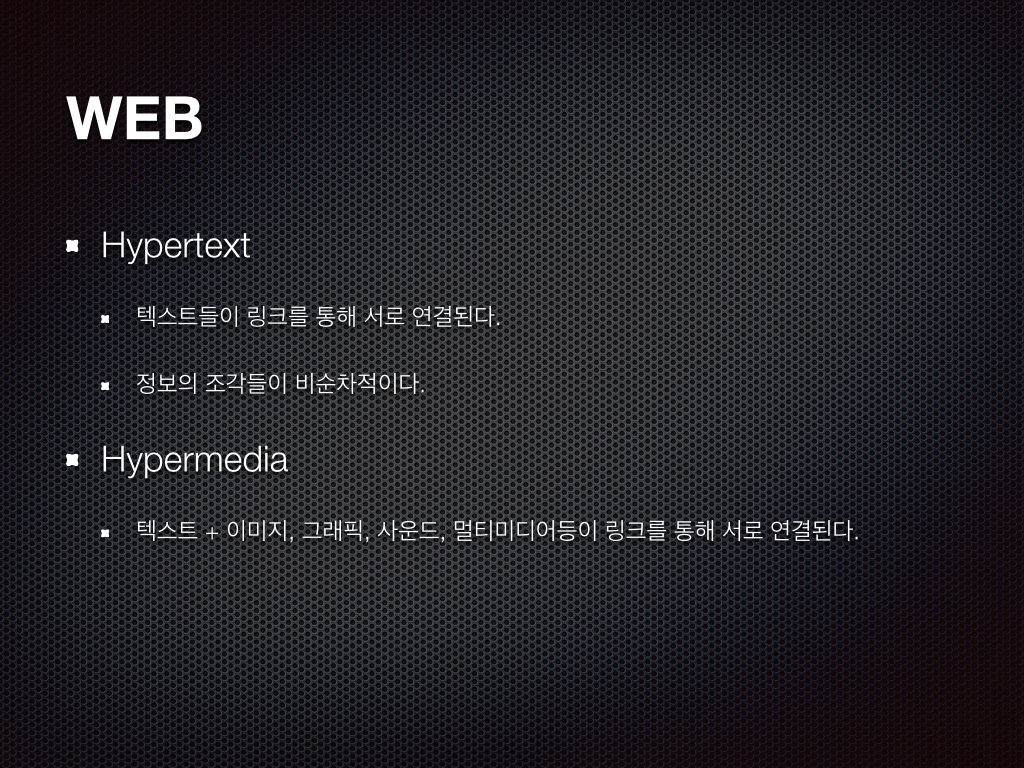 WEB
Hypertext
텍스트들이 링크를 통해 서로 연결된다.
정보의 조각들이 비순차적이다.
Hypermedia
텍스트 + 이미지, 그래픽, 사운드, 멀티미디어등이 링크를 통해 서로 연결된다.